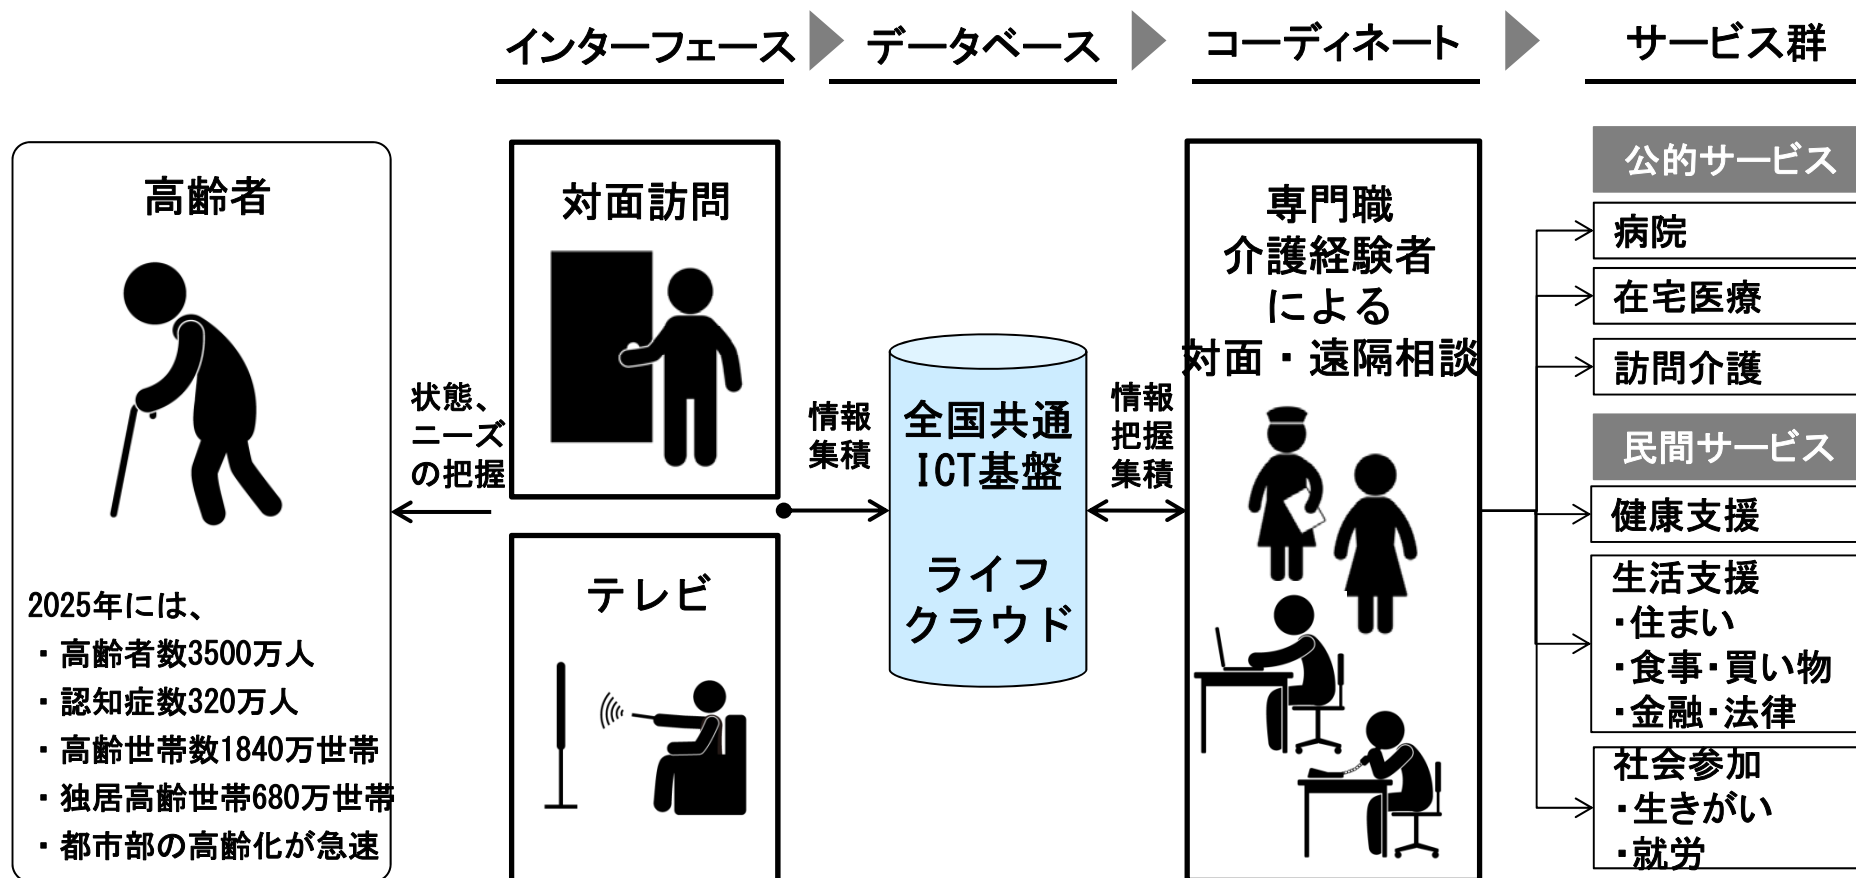 インターフェース
データベース
コーディネート
サービス群
高齢者
2025年には、
・高齢者数3500万人
・認知症数320万人
・高齢世帯数1840万世帯
・独居高齢世帯680万世帯
・都市部の高齢化が急速
状態、
ニーズ
の把握
対面訪問
テレビ
情報
集積
全国共通
ICT基盤
ライフ
クラウド
情報
把握
集積
専門職
介護経験者
による
対面・遠隔相談
公的サービス
病院
在宅医療
訪問介護
民間サービス
健康支援
生活支援
・住まい
・食事・買い物
・金融・法律
社会参加
・生きがい
・就労